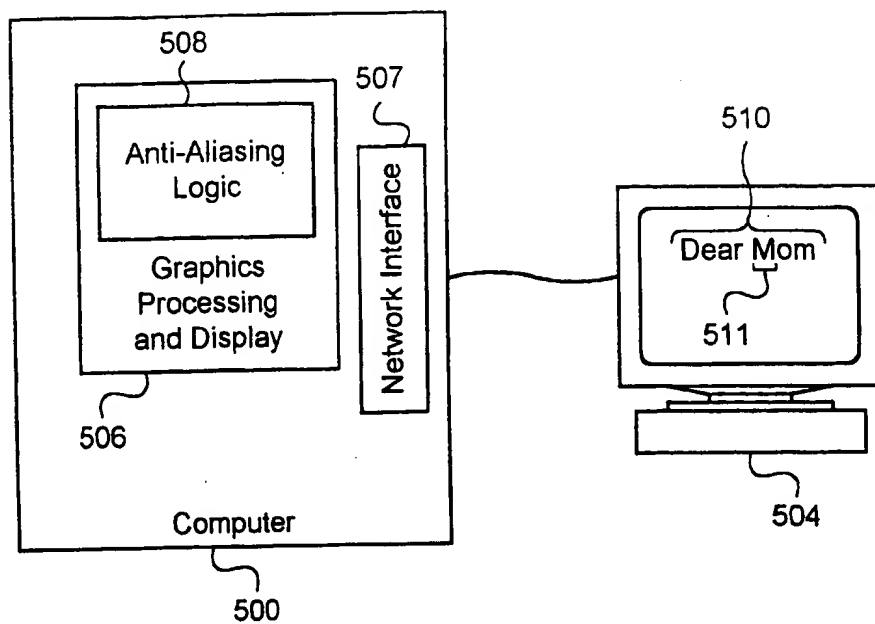 508
507
Anti-Aliasing
Logic
Graphics
Processing
and Display
Network Interface
506
Computer
500
510
Dear Mom
511
504